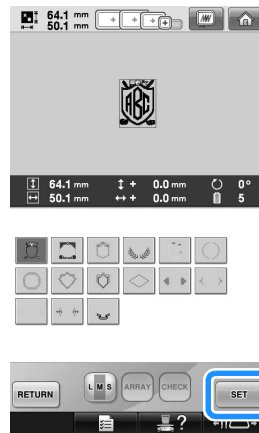 64.1 mm
50.1 mm
ABC
64.1 mm + 0.0 mm 0°
50.1 mm + 0.0 mm 5
RETURN L M S ARRAY CHECK SET
?